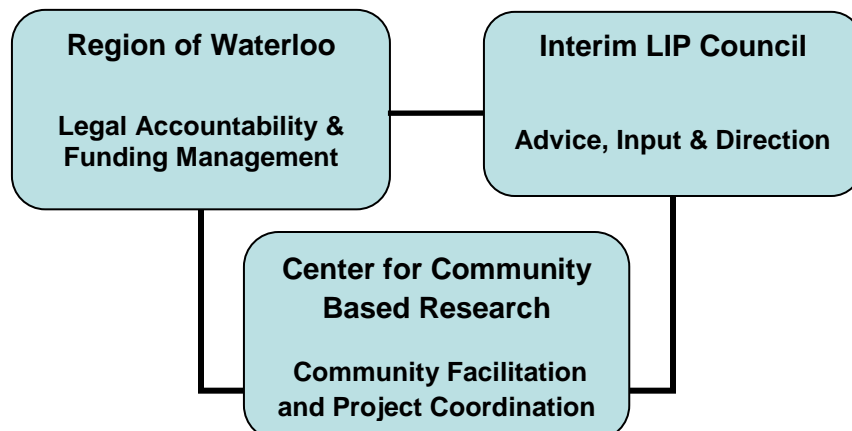 Region of Waterloo
Legal Accountability &
Funding Management
Interim LIP Council
Advice, Input & Direction
Center for Community
Based Research
Community Facilitation
and Project Coordination